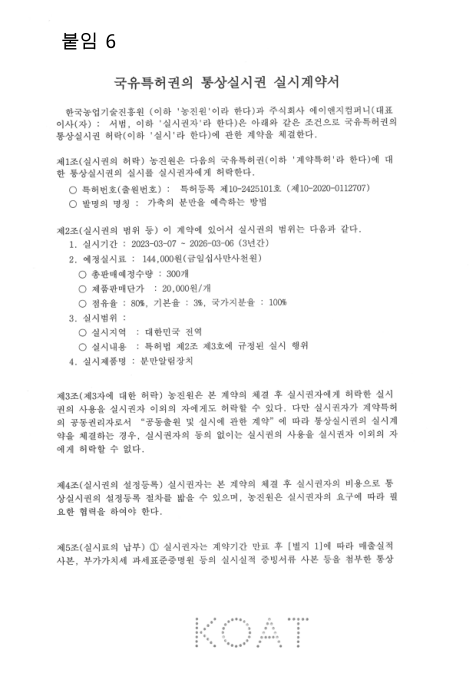 붙임 6
국유특허권의 통상실시권 실시계약서
한국농업기술진흥원 (이하 '농진원'이라 한다)과 주식회사 에이앤지컴퍼니(대표
이사(자) : 서범, 이하 '실시권자'라 한다)은 아래와 같은 조건으로 국유특허권의
통상실시권 허락(이하 '실시'라 한다)에 관한 계약을 체결한다.
제1조(실시권의 허락) 농진원은 다음의 국유특허권(이하 '계약특허'라 한다)에 대
한 통상실시권의 실시를 실시권자에게 허락한다.
○ 특허번호(출원번호) : 특허등록 제10-2425101호 (제10-2020-0112707)
○ 발명의 명칭 : 가축의 분만을 예측하는 방법
제2조(실시권의 범위 등) 이 계약에 있어서 실시권의 범위는 다음과 같다.
1. 실시기간 : 2023-03-07 ~ 2026-03-06 (3년간)
2. 예정실시료 : 144,000원(금일십사만사천원)
○ 총판매예정수량 : 300개
○ 제품판매단가 : 20,000원/개
○ 점유율 : 80%, 기본율 : 3%, 국가지분율 : 100%
3. 실시범위 :
○ 실시지역 : 대한민국 전역
○ 실시내용 : 특허법 제2조 제3호에 규정된 실시 행위
4. 실시제품명 : 분만알림장치
제3조(제3자에 대한 허락) 농진원은 본 계약의 체결 후 실시권자에게 허락한 실시
권의 사용을 실시권자 이외의 자에게도 허락할 수 있다. 다만 실시권자가 계약특허
의 공동권리자로서 “공동출원 및 실시에 관한 계약”에 따라 통상실시권의 실시계
약을 체결하는 경우, 실시권자의 동의 없이는 실시권의 사용을 실시권자 이외의 자
에게 허락할 수 없다.
제4조(실시권의 설정등록) 실시권자는 본 계약의 체결 후 실시권자의 비용으로 통
상실시권의 설정등록 절차를 밟을 수 있으며, 농진원은 실시권자의 요구에 따라 필
요한 협력을 하여야 한다.
제5조(실시료의 납부) ① 실시권자는 계약기간 만료 후 [별지 1]에 따라 매출실적
사본, 부가가치세 과세표준증명원 등의 실시실적 증빙서류 사본 등을 첨부한 통상
KOAT